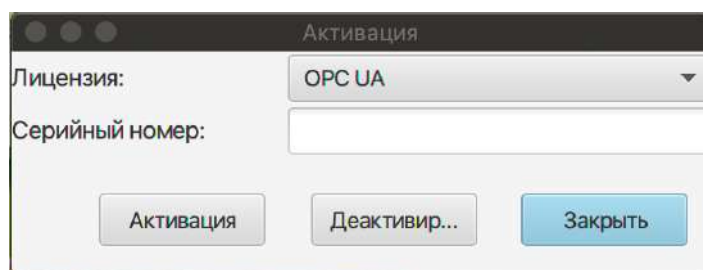 Активация
Лицензия: OPC UA
Серийный номер:
Активация Деактивир... Закрыть